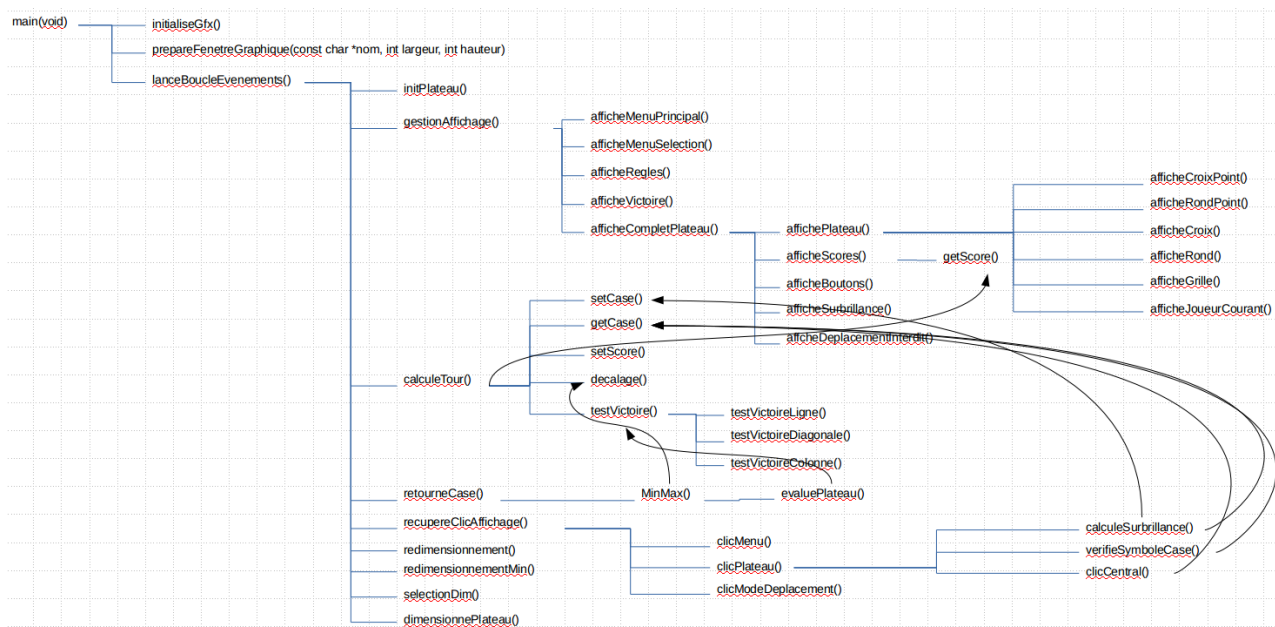 main(void)
initialiseGfx()
prepareFenetreGraphique(const char *nom, int largeur, int hauteur)
lanceBoucleEvenements()
initPlateau()
gestionAffichage()
afficheMenuPrincipal()
afficheMenuSelection()
afficheRegles()
afficheVictoire()
afficheCompletPlateau()
affichePlateau()
afficheCroixPoint()
afficheRondPoint()
afficheCroix()
afficheRond()
afficheGrille()
afficheJoueurCourant()
afficheScores()
getScore()
afficheBoutons()
afficheSurbrillance()
affcheDeplacementInterdit()
calculeTour()
setCase()
getCase()
setScore()
decalage()
testVictoire()
testVictoireLigne()
testVictoireDiagonale()
testVictoireColonne()
retourneCase()
MinMax()
evaluePlateau()
recupereClicAffichage()
clicMenu()
clicPlateau()
calculeSurbrillance()
verifieSymboleCase()
clicCentral()
clicModeDeplacement()
redimensionnement()
redimensionnementMin()
selectionDim()
dimensionnePlateau()